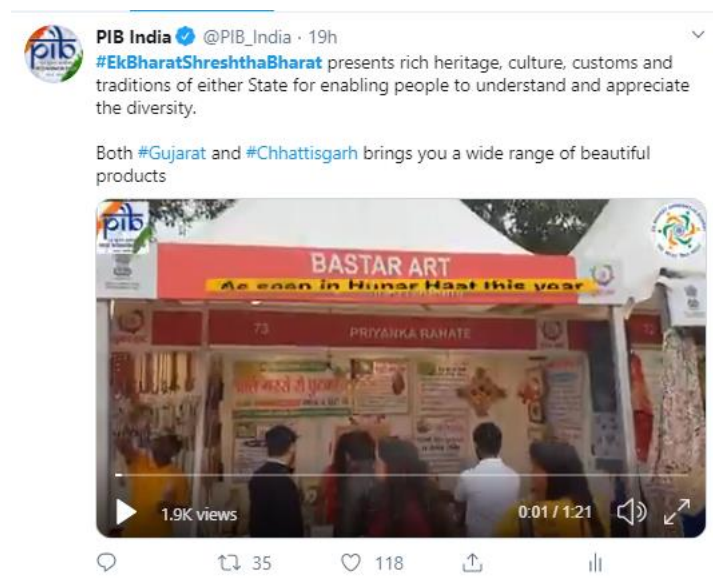 PIB India @PIB_India · 19h
#EkBharatShreshthaBharat presents rich heritage, culture, customs and
traditions of either State for enabling people to understand and appreciate
the diversity.
Both #Gujarat and #Chhattisgarh brings you a wide range of beautiful
products
pib
BASTAR ART
As seen in Hunar Haat this year
73 PRIYANKA RAHATE 72
1.9K views 0:01 / 1:21
35 118